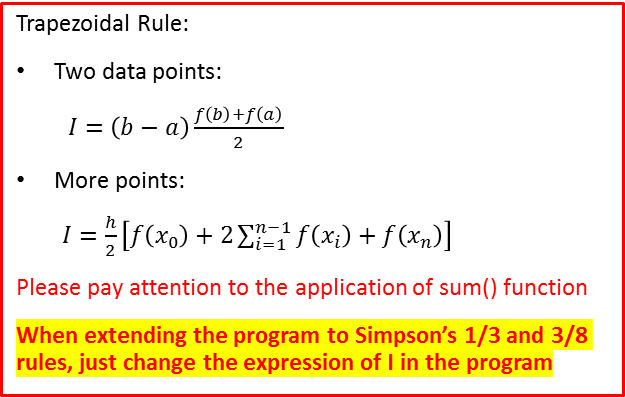 Trapezoidal Rule:
• Two data points:
I = (b − a) f(b)+f(a) / 2
• More points:
I = h/2 [f(x₀) + 2 ∑ᵢ₌₁ⁿ⁻¹ f(xᵢ) + f(xₙ)]
Please pay attention to the application of sum() function
When extending the program to Simpson’s 1/3 and 3/8
rules, just change the expression of I in the program